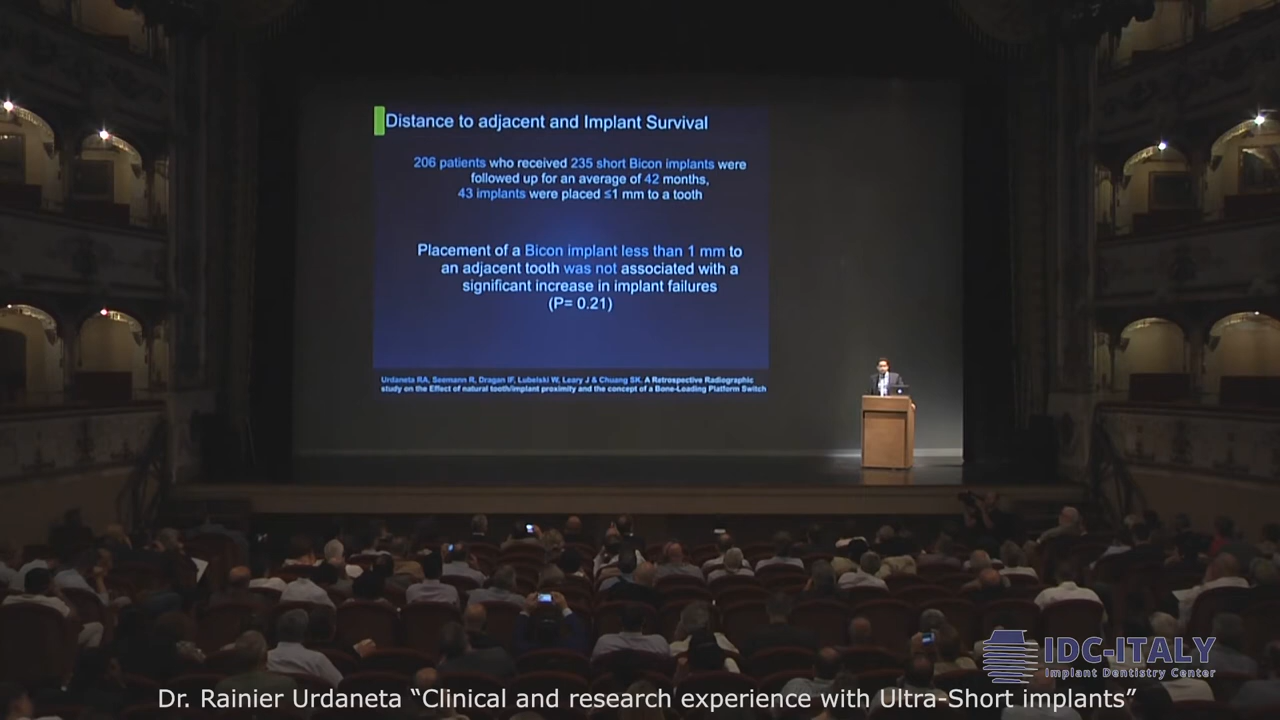 Distance to adjacent and Implant Survival
206 patients who received 235 short Bicon implants were
followed up for an average of 42 months,
43 implants were placed ≤1 mm to a tooth
Placement of a Bicon implant less than 1 mm to
an adjacent tooth was not associated with a
significant increase in implant failures
(P= 0.21)
Urdaneta RA, Seemann R, Dragan IF, Lubelski W, Leary J & Chuang SK. A Retrospective Radiographic
study on the Effect of natural tooth/implant proximity and the concept of a Bone-Loading Platform Switch
IDC-ITALY
Implant Dentistry Center
Dr. Rainier Urdaneta “Clinical and research experience with Ultra-Short implants”